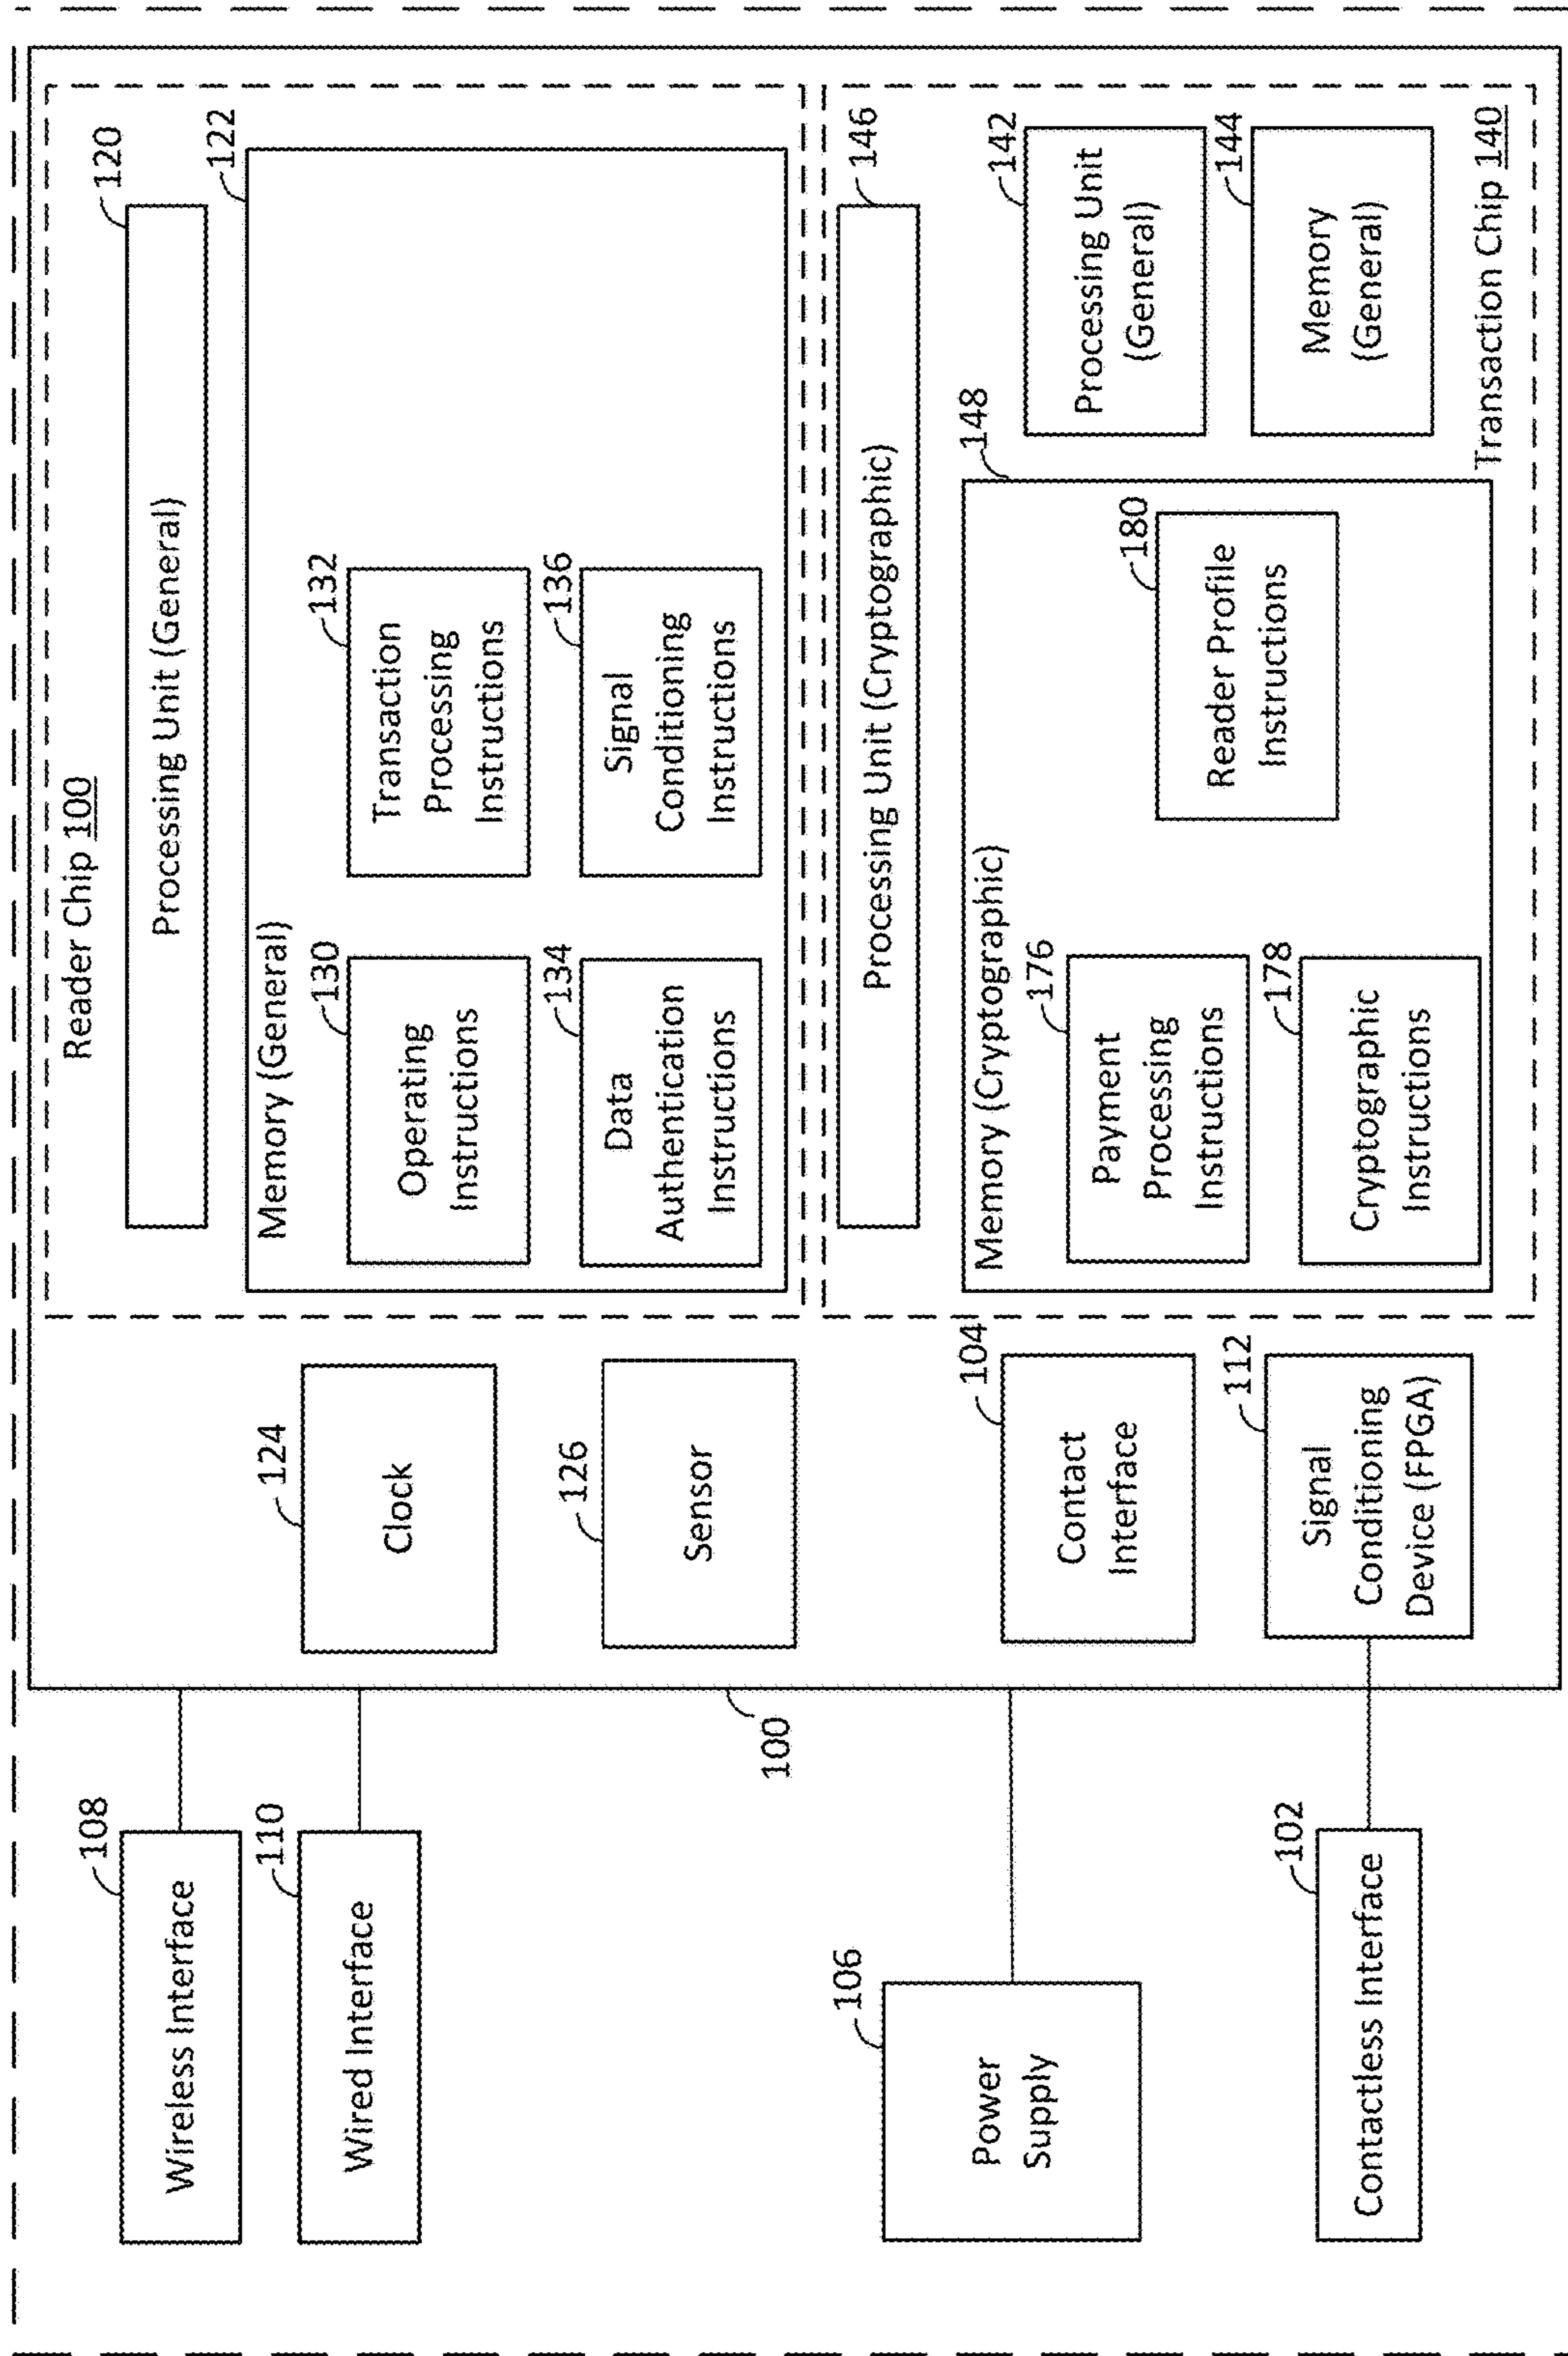 108
Wireless Interface
110
Wired Interface
106
Power
Supply
102
Contactless Interface
100
124
Clock
126
Sensor
104
Contact
Interface
112
Signal
Conditioning
Device (FPGA)
Reader Chip 100
120
Processing Unit (General)
122
Memory (General)
130
Operating
Instructions
132
Transaction
Processing
Instructions
134
Data
Authentication
Instructions
136
Signal
Conditioning
Instructions
146
Processing Unit (Cryptographic)
148
Memory (Cryptographic)
176
Payment
Processing
Instructions
178
Cryptographic
Instructions
180
Reader Profile
Instructions
142
Processing Unit
(General)
144
Memory
(General)
Transaction Chip 140